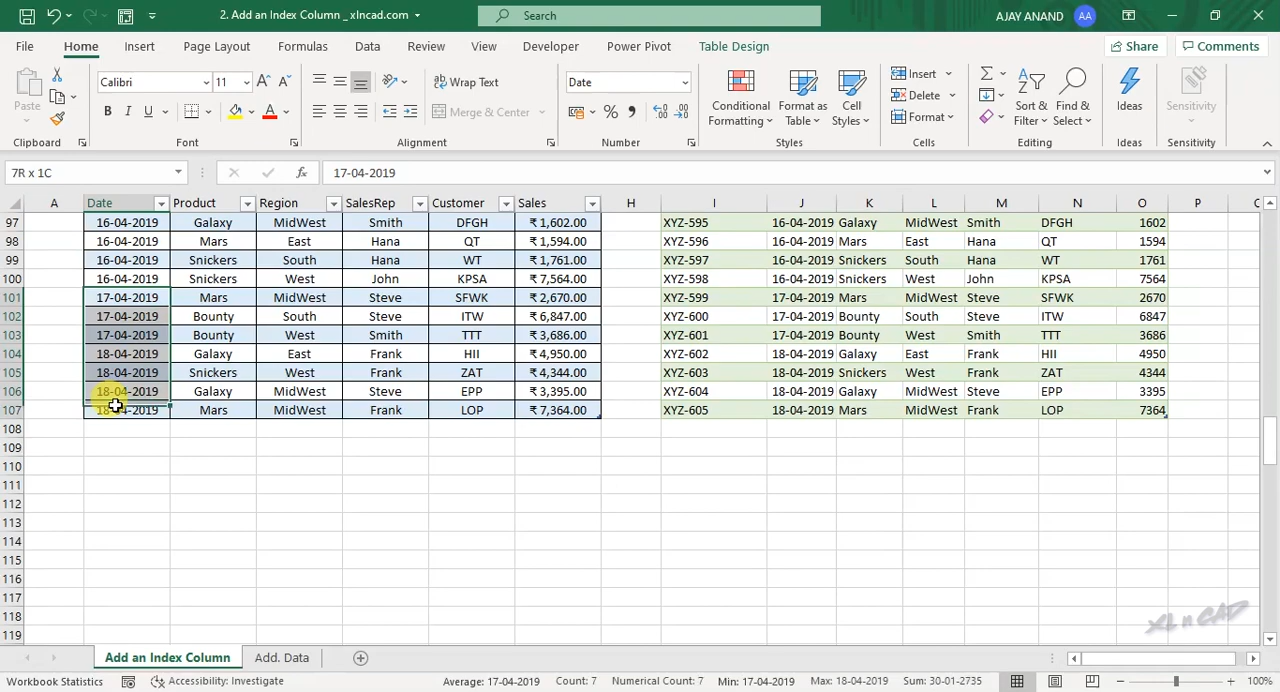 2. Add an Index Column _ xlncad.com
Search
AJAY ANAND AA
File Home Insert Page Layout Formulas Data Review View Developer Power Pivot Table Design Share Comments
Paste Calibri 11 A A Wrap Text Date Insert
B I U A Merge & Center % Delete
Conditional Formatting Format as Table Cell Styles Format Sort & Filter Find & Select Ideas Sensitivity
Clipboard Font Alignment Number Styles Cells Editing Ideas Sensitivity
7R x 1C fx 17-04-2019
A Date Product Region SalesRep Customer Sales H I J K L M N O P
97 16-04-2019 Galaxy MidWest Smith DFGH ₹ 1,602.00 XYZ-595 16-04-2019 Galaxy MidWest Smith DFGH 1602
98 16-04-2019 Mars East Hana QT ₹ 1,594.00 XYZ-596 16-04-2019 Mars East Hana QT 1594
99 16-04-2019 Snickers South Hana WT ₹ 1,761.00 XYZ-597 16-04-2019 Snickers South Hana WT 1761
100 16-04-2019 Snickers West John KPSA ₹ 7,564.00 XYZ-598 16-04-2019 Snickers West John KPSA 7564
101 17-04-2019 Mars MidWest Steve SFWK ₹ 2,670.00 XYZ-599 17-04-2019 Mars MidWest Steve SFWK 2670
102 17-04-2019 Bounty South Steve ITW ₹ 6,847.00 XYZ-600 17-04-2019 Bounty South Steve ITW 6847
103 17-04-2019 Bounty West Smith TTT ₹ 3,686.00 XYZ-601 17-04-2019 Bounty West Smith TTT 3686
104 18-04-2019 Galaxy East Frank HII ₹ 4,950.00 XYZ-602 18-04-2019 Galaxy East Frank HII 4950
105 18-04-2019 Snickers West Frank ZAT ₹ 4,344.00 XYZ-603 18-04-2019 Snickers West Frank ZAT 4344
106 18-04-2019 Galaxy MidWest Steve EPP ₹ 3,395.00 XYZ-604 18-04-2019 Galaxy MidWest Steve EPP 3395
107 18-04-2019 Mars MidWest Frank LOP ₹ 7,364.00 XYZ-605 18-04-2019 Mars MidWest Frank LOP 7364
108
109
110
111
112
113
114
115
116
117
118
119
XL n CAD
Add an Index Column Add. Data
Workbook Statistics Accessibility: Investigate Average: 17-04-2019 Count: 7 Numerical Count: 7 Min: 17-04-2019 Max: 18-04-2019 Sum: 30-01-2735 100%